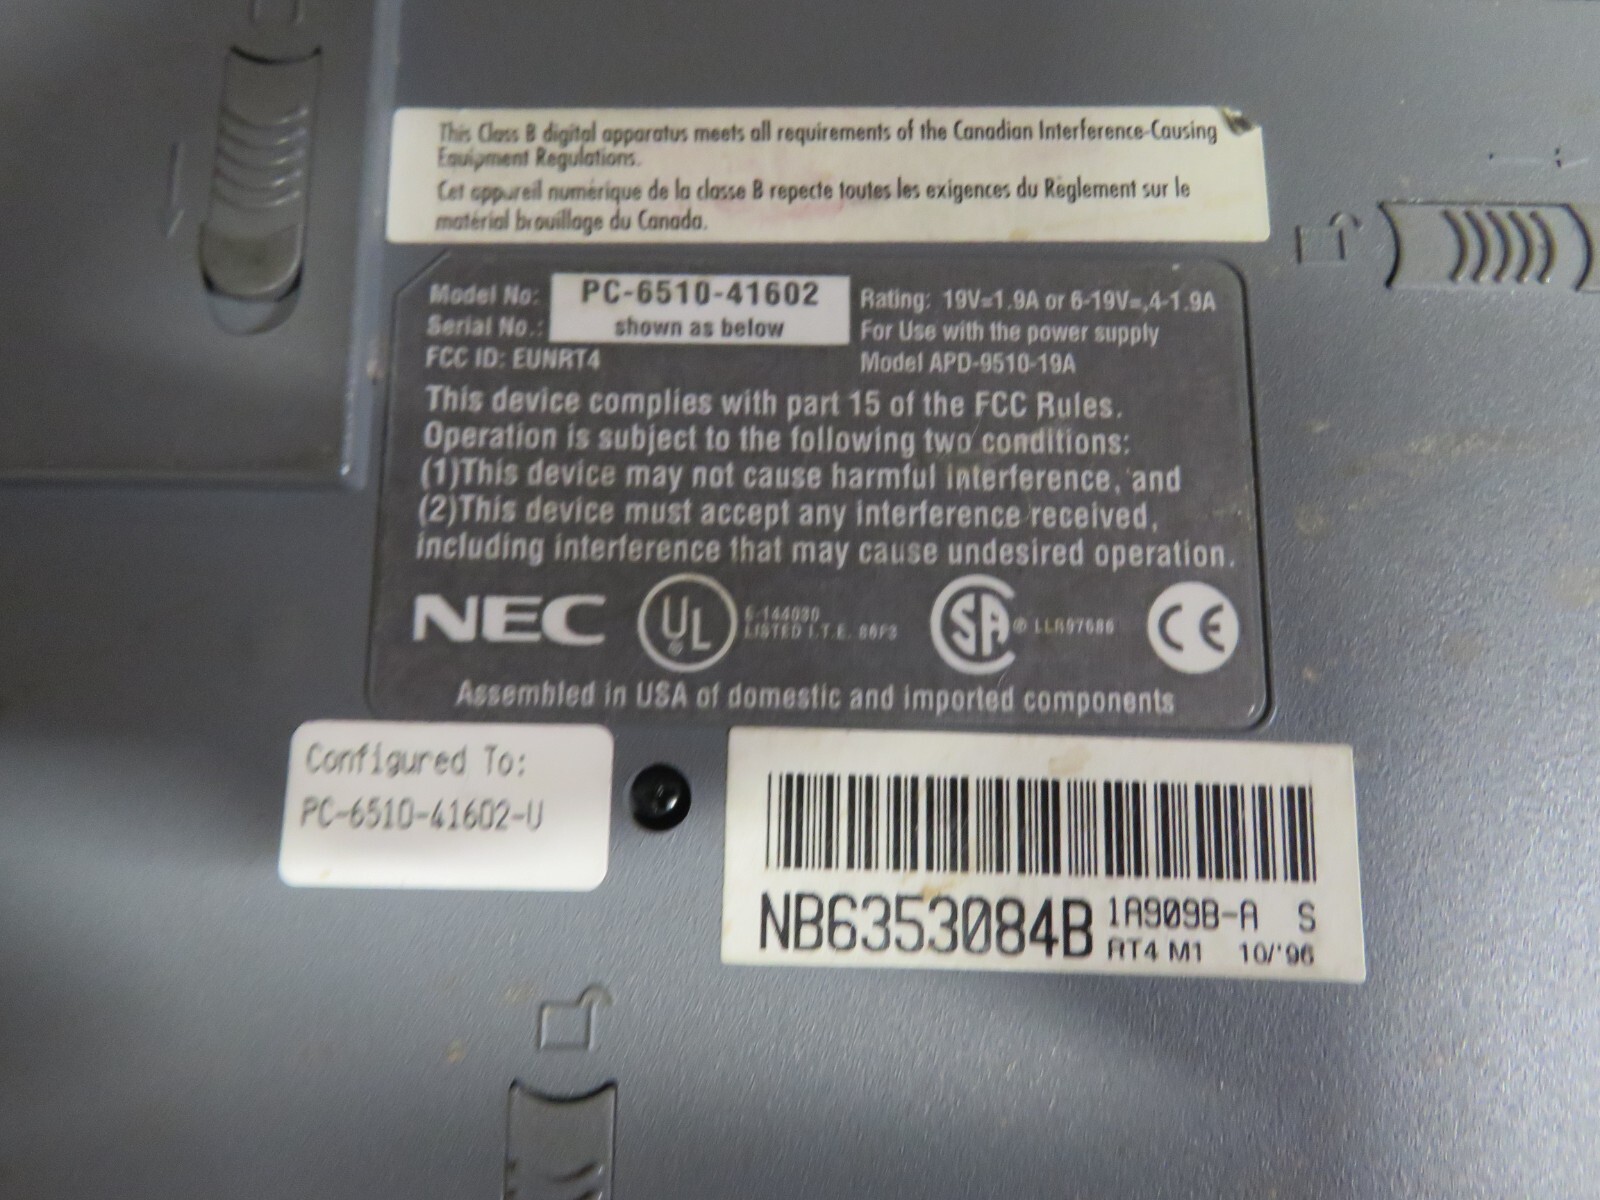 This Class B digital apparatus meets all requirements of the Canadian Interference-Causing
Equipment Regulations.
Cet appareil numérique de la classe B repecte toutes les exigences du Règlement sur le
matérial brouillage du Canada.
Model No: PC-6510-41602
Serial No.: shown as below
FCC ID: EUNRT4
Rating: 19V=1.9A or 6-19V=,4-1.9A
For Use with the power supply
Model APD-9510-19A
This device complies with part 15 of the FCC Rules.
Operation is subject to the following two conditions:
(1)This device may not cause harmful interference, and
(2)This device must accept any interference received,
including interference that may cause undesired operation.
NEC
UL ®
E-144030
LISTED I.T.E. 86F3
SA ® LR97686
CE
Assembled in USA of domestic and imported components
Configured To:
PC-6510-41602-U
NB6353084B
1A909B-A S
RT4 M1 10/'96